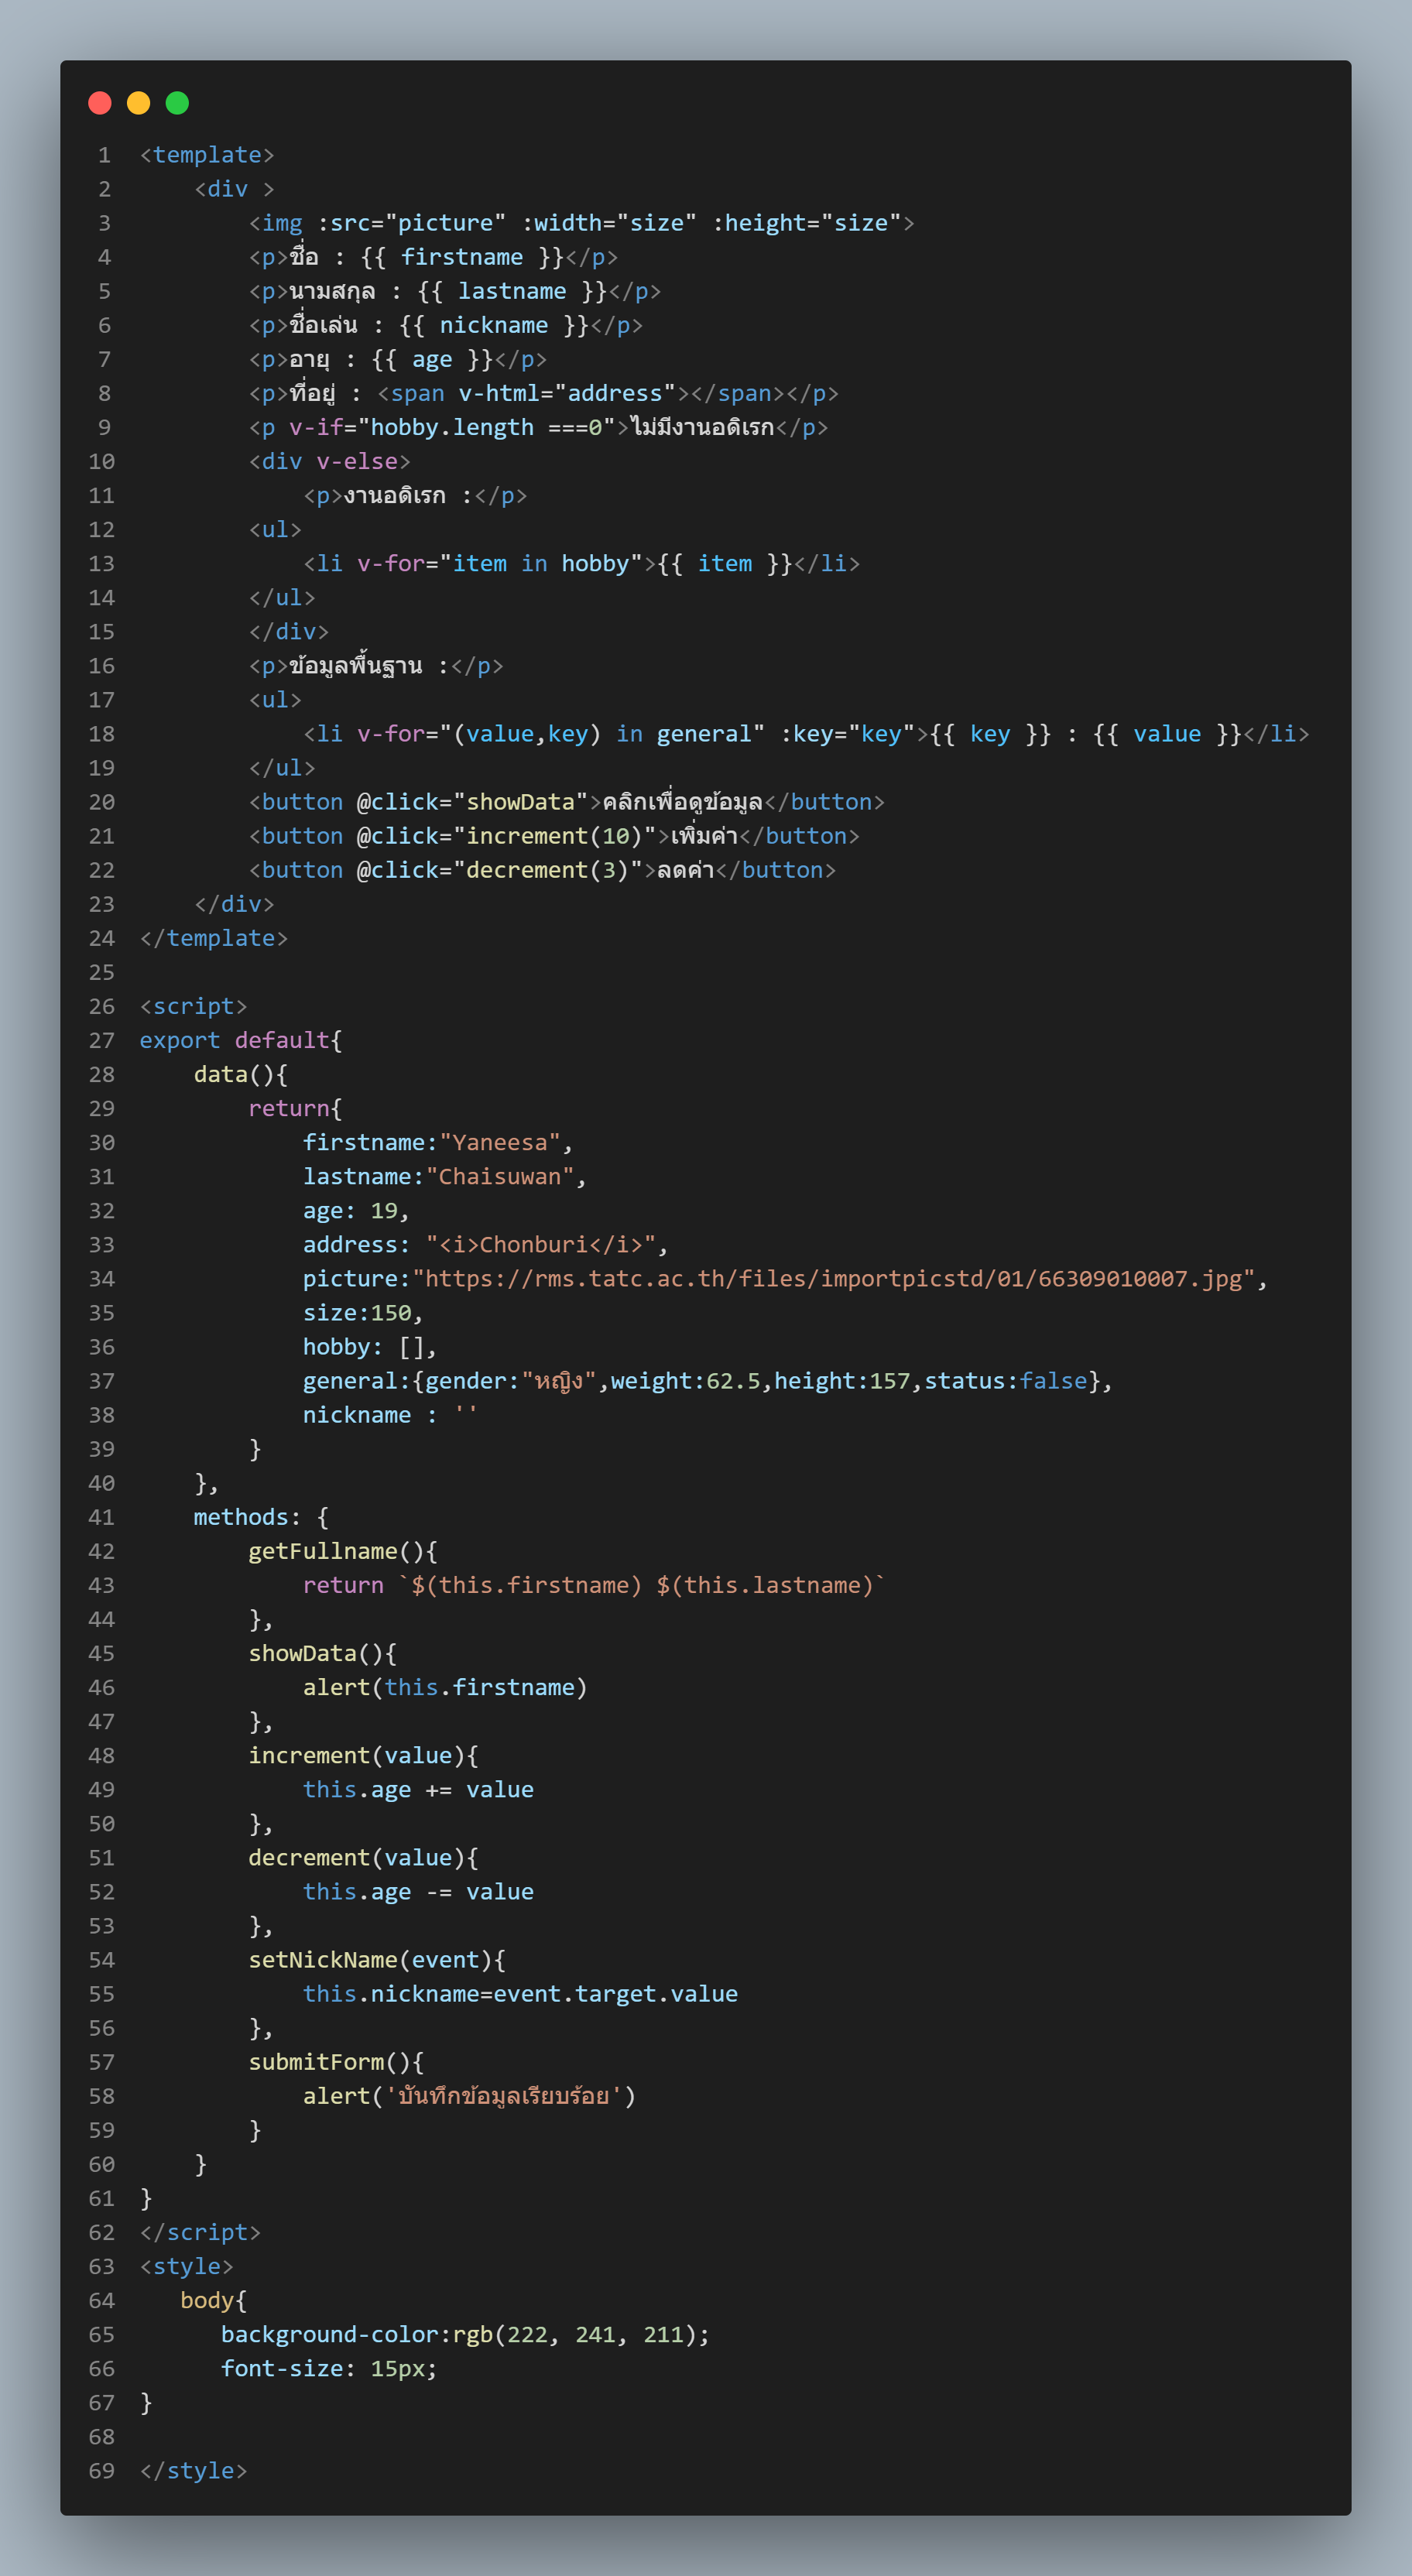 1 <template>
2     <div >
3         <img :src="picture" :width="size" :height="size">
4         <p>ชื่อ : {{ firstname }}</p>
5         <p>นามสกุล : {{ lastname }}</p>
6         <p>ชื่อเล่น : {{ nickname }}</p>
7         <p>อายุ : {{ age }}</p>
8         <p>ที่อยู่ : <span v-html="address"></span></p>
9         <p v-if="hobby.length ===0">ไม่มีงานอดิเรก</p>
10         <div v-else>
11             <p>งานอดิเรก :</p>
12         <ul>
13             <li v-for="item in hobby">{{ item }}</li>
14         </ul>
15         </div>
16         <p>ข้อมูลพื้นฐาน :</p>
17         <ul>
18             <li v-for="(value,key) in general" :key="key">{{ key }} : {{ value }}</li>
19         </ul>
20         <button @click="showData">คลิกเพื่อดูข้อมูล</button>
21         <button @click="increment(10)">เพิ่มค่า</button>
22         <button @click="decrement(3)">ลดค่า</button>
23     </div>
24 </template>
25
26 <script>
27 export default{
28     data(){
29         return{
30             firstname:"Yaneesa",
31             lastname:"Chaisuwan",
32             age: 19,
33             address: "<i>Chonburi</i>",
34             picture:"https://rms.tatc.ac.th/files/importpicstd/01/66309010007.jpg",
35             size:150,
36             hobby: [],
37             general:{gender:"หญิง",weight:62.5,height:157,status:false},
38             nickname : ''
39         }
40     },
41     methods: {
42         getFullname(){
43             return `$(this.firstname) $(this.lastname)`
44         },
45         showData(){
46             alert(this.firstname)
47         },
48         increment(value){
49             this.age += value
50         },
51         decrement(value){
52             this.age -= value
53         },
54         setNickName(event){
55             this.nickname=event.target.value
56         },
57         submitForm(){
58             alert('บันทึกข้อมูลเรียบร้อย')
59         }
60     }
61 }
62 </script>
63 <style>
64    body{
65       background-color:rgb(222, 241, 211);
66       font-size: 15px;
67 }
68
69 </style>